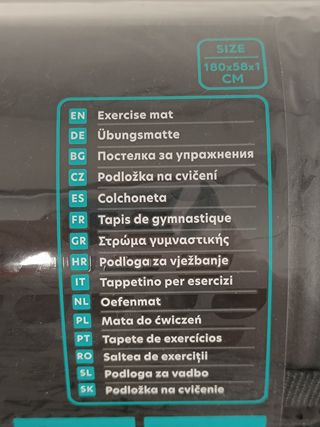 SIZE
180x58x1
CM
EN Exercise mat
DE Übungsmatte
BG Постелка за упражнения
CZ Podložka na cvičení
ES Colchoneta
FR Tapis de gymnastique
GR Στρώμα γυμναστικής
HR Podloga za vježbanje
IT Tappetino per esercizi
NL Oefenmat
PL Mata do ćwiczeń
PT Tapete de exercícios
RO Saltea de exerciții
SL Podloga za vadbo
SK Podložka na cvičenie